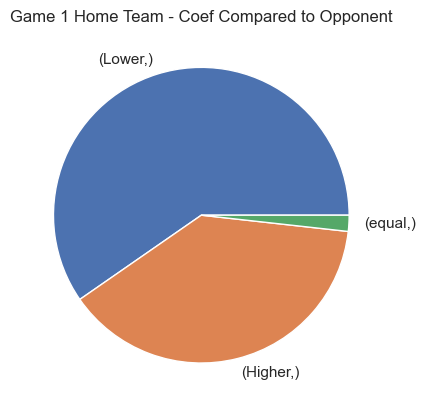 Game 1 Home Team - Coef Compared to Opponent
(Lower,)
(equal,)
(Higher,)